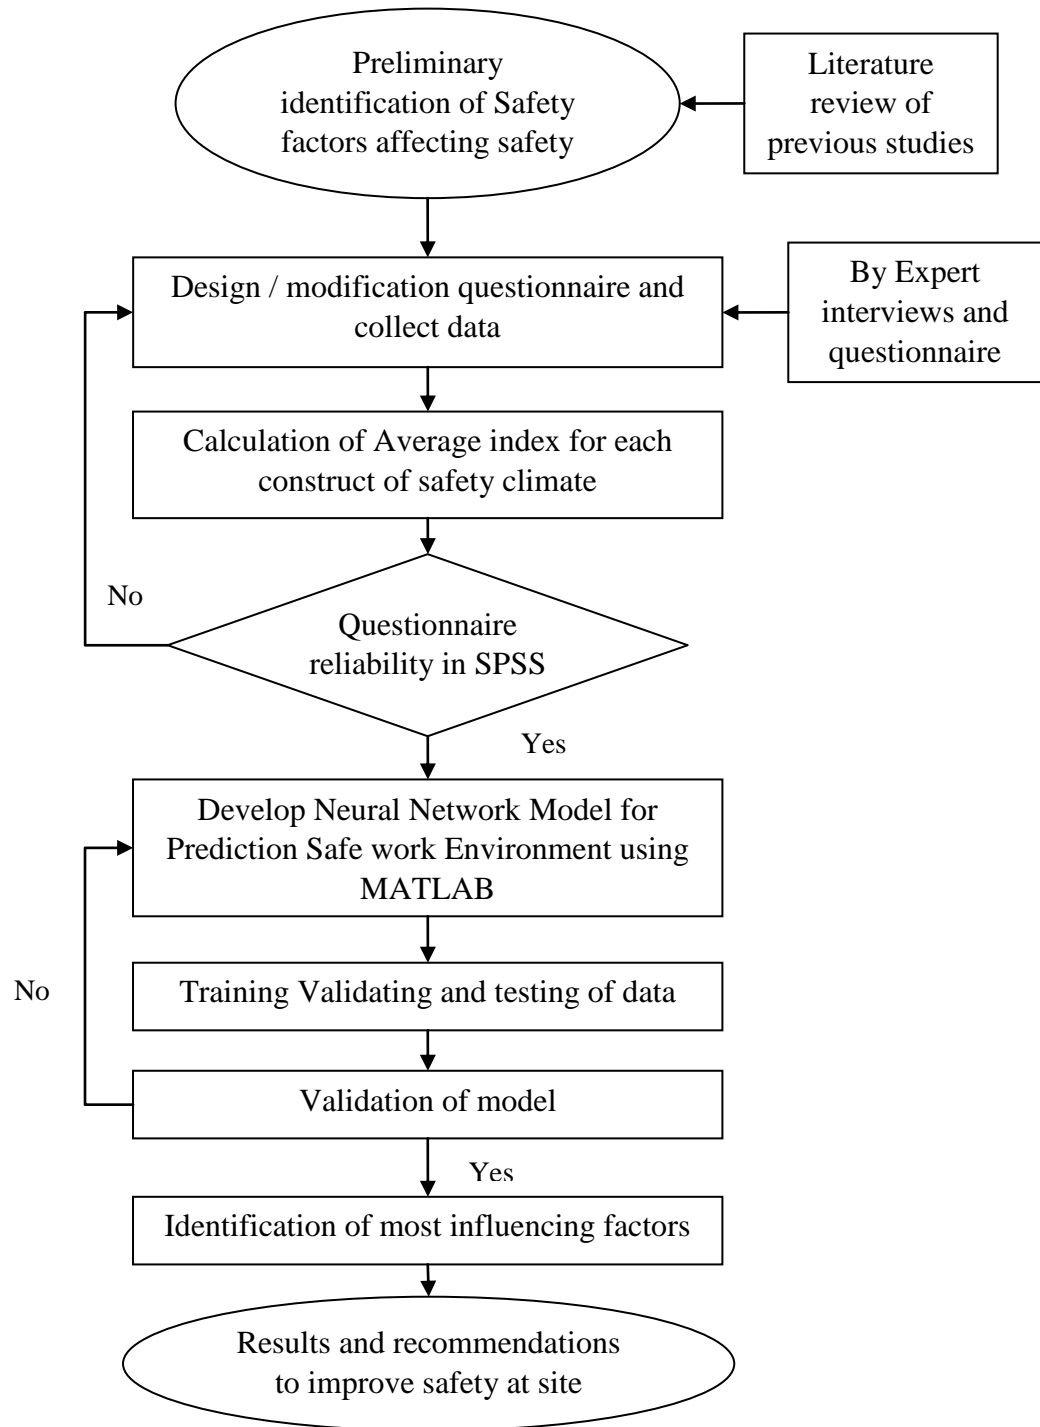 Preliminary
identification of Safety
factors affecting safety
Literature
review of
previous studies
Design / modification questionnaire and
collect data
By Expert
interviews and
questionnaire
Calculation of Average index for each
construct of safety climate
No
Questionnaire
reliability in SPSS
Yes
Develop Neural Network Model for
Prediction Safe work Environment using
MATLAB
No
Training Validating and testing of data
Validation of model
Yes
Identification of most influencing factors
Results and recommendations
to improve safety at site